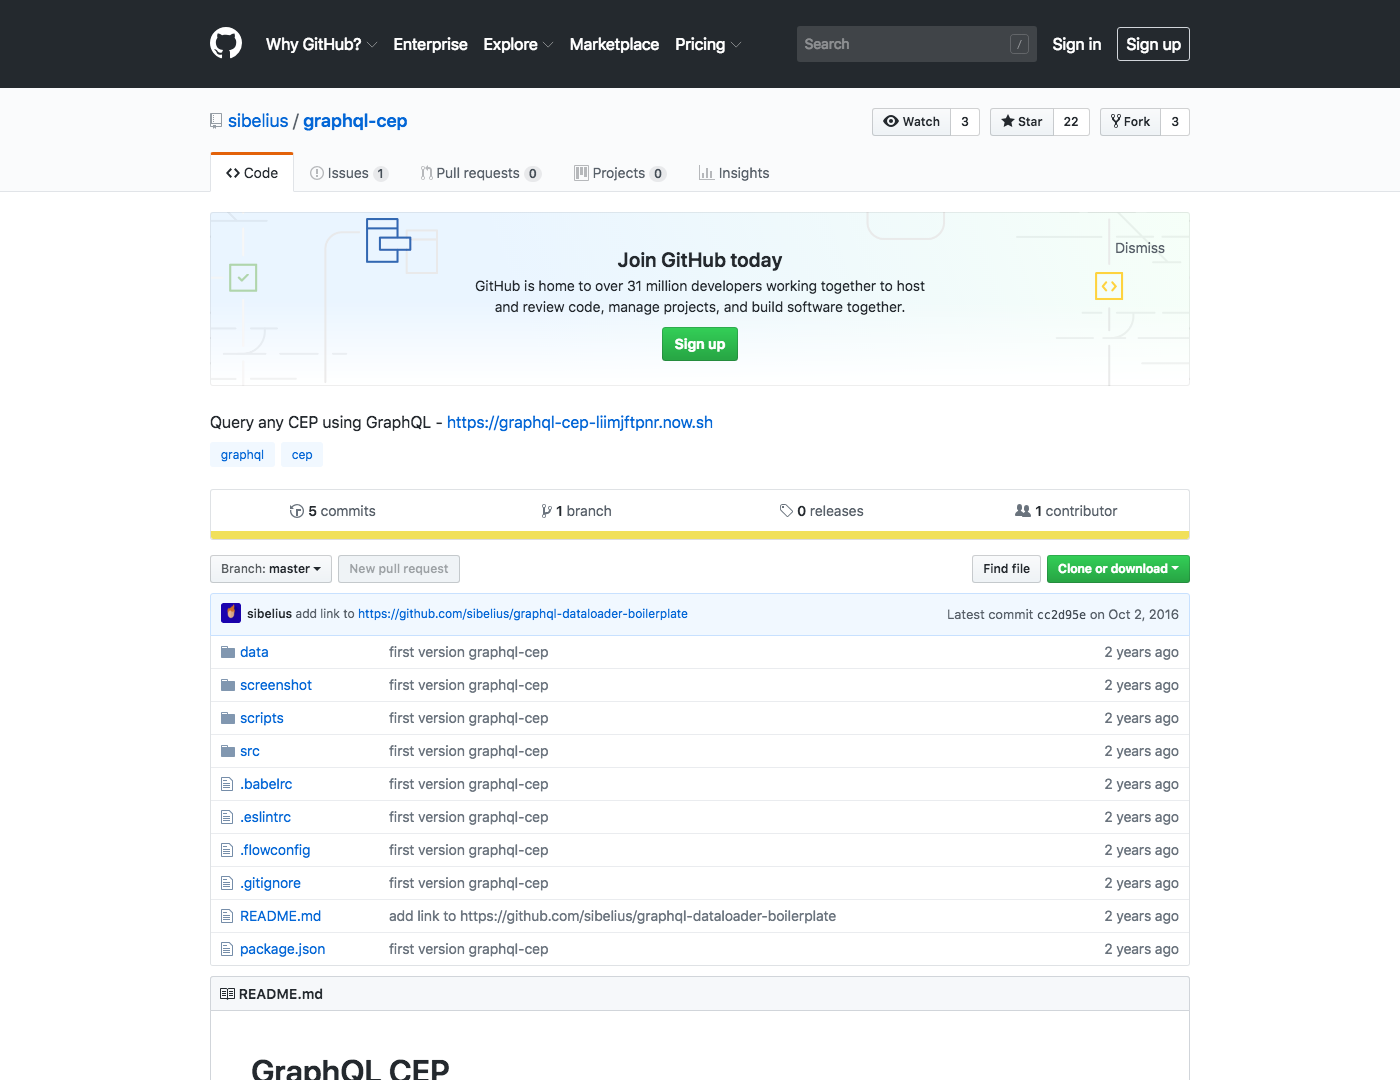 Why GitHub? Enterprise Explore Marketplace Pricing Search / Sign in Sign up
sibelius / graphql-cep Watch 3 Star 22 Fork 3
Code Issues 1 Pull requests 0 Projects 0 Insights
Dismiss
Join GitHub today
GitHub is home to over 31 million developers working together to host
and review code, manage projects, and build software together.
Sign up
Query any CEP using GraphQL - https://graphql-cep-liimjftpnr.now.sh
graphql cep
5 commits 1 branch 0 releases 1 contributor
Branch: master New pull request Find file Clone or download
sibelius add link to https://github.com/sibelius/graphql-dataloader-boilerplate Latest commit cc2d95e on Oct 2, 2016
data first version graphql-cep 2 years ago
screenshot first version graphql-cep 2 years ago
scripts first version graphql-cep 2 years ago
src first version graphql-cep 2 years ago
.babelrc first version graphql-cep 2 years ago
.eslintrc first version graphql-cep 2 years ago
.flowconfig first version graphql-cep 2 years ago
.gitignore first version graphql-cep 2 years ago
README.md add link to https://github.com/sibelius/graphql-dataloader-boilerplate 2 years ago
package.json first version graphql-cep 2 years ago
README.md
GraphQL CEP